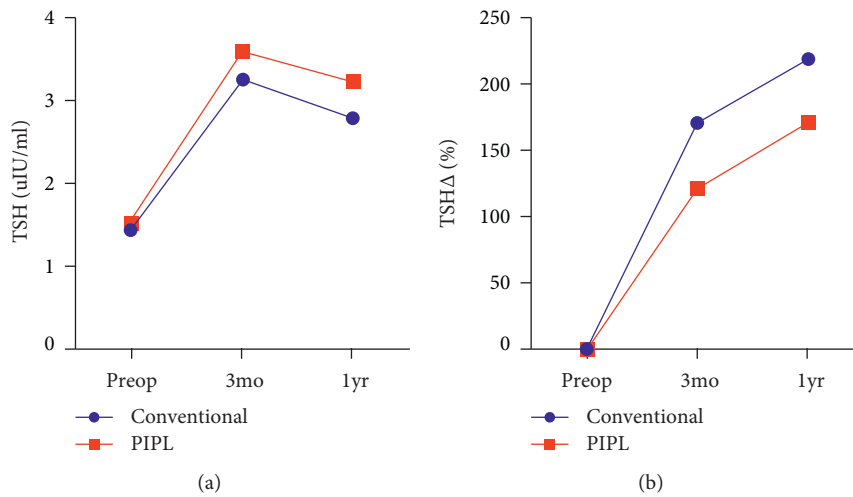 4
3
2
1
0
TSH (uIU/ml)
Preop 3mo 1yr
Conventional
PIPL
(a)
250
200
150
100
50
0
TSHΔ (%)
Preop 3mo 1yr
Conventional
PIPL
(b)